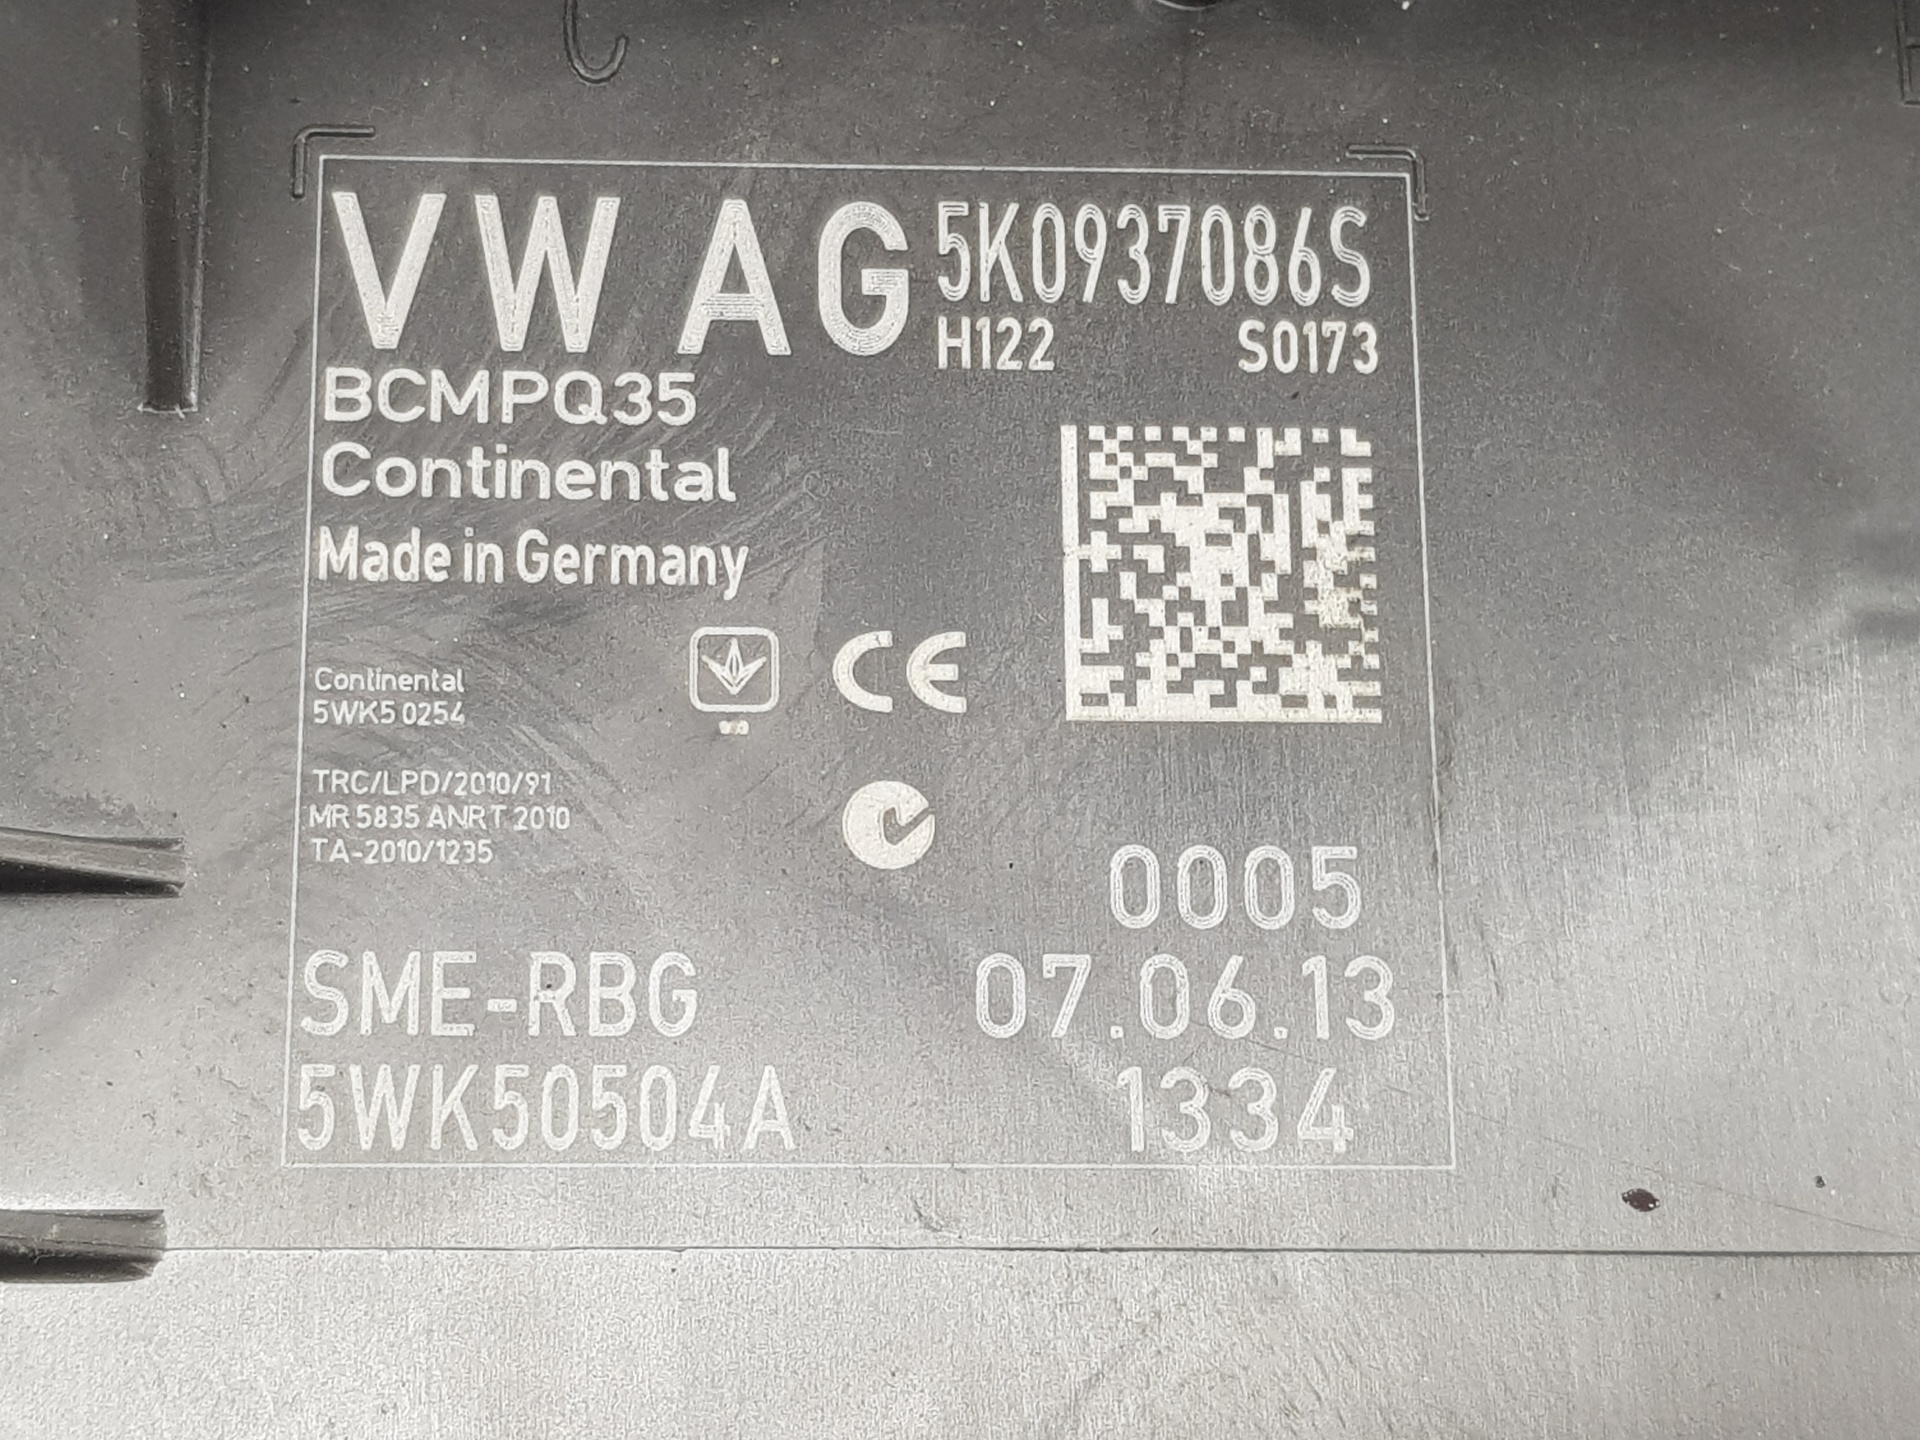 VW AG 5K0937086S
H122 S0173
BCMPQ35
Continental
Made in Germany
CE
Continental
5WK5 0254
TRC/LPD/2010/91
MR 5835 ANRT 2010
TA-2010/1235
0005
SME-RBG 07.06.13
5WK50504A 1334